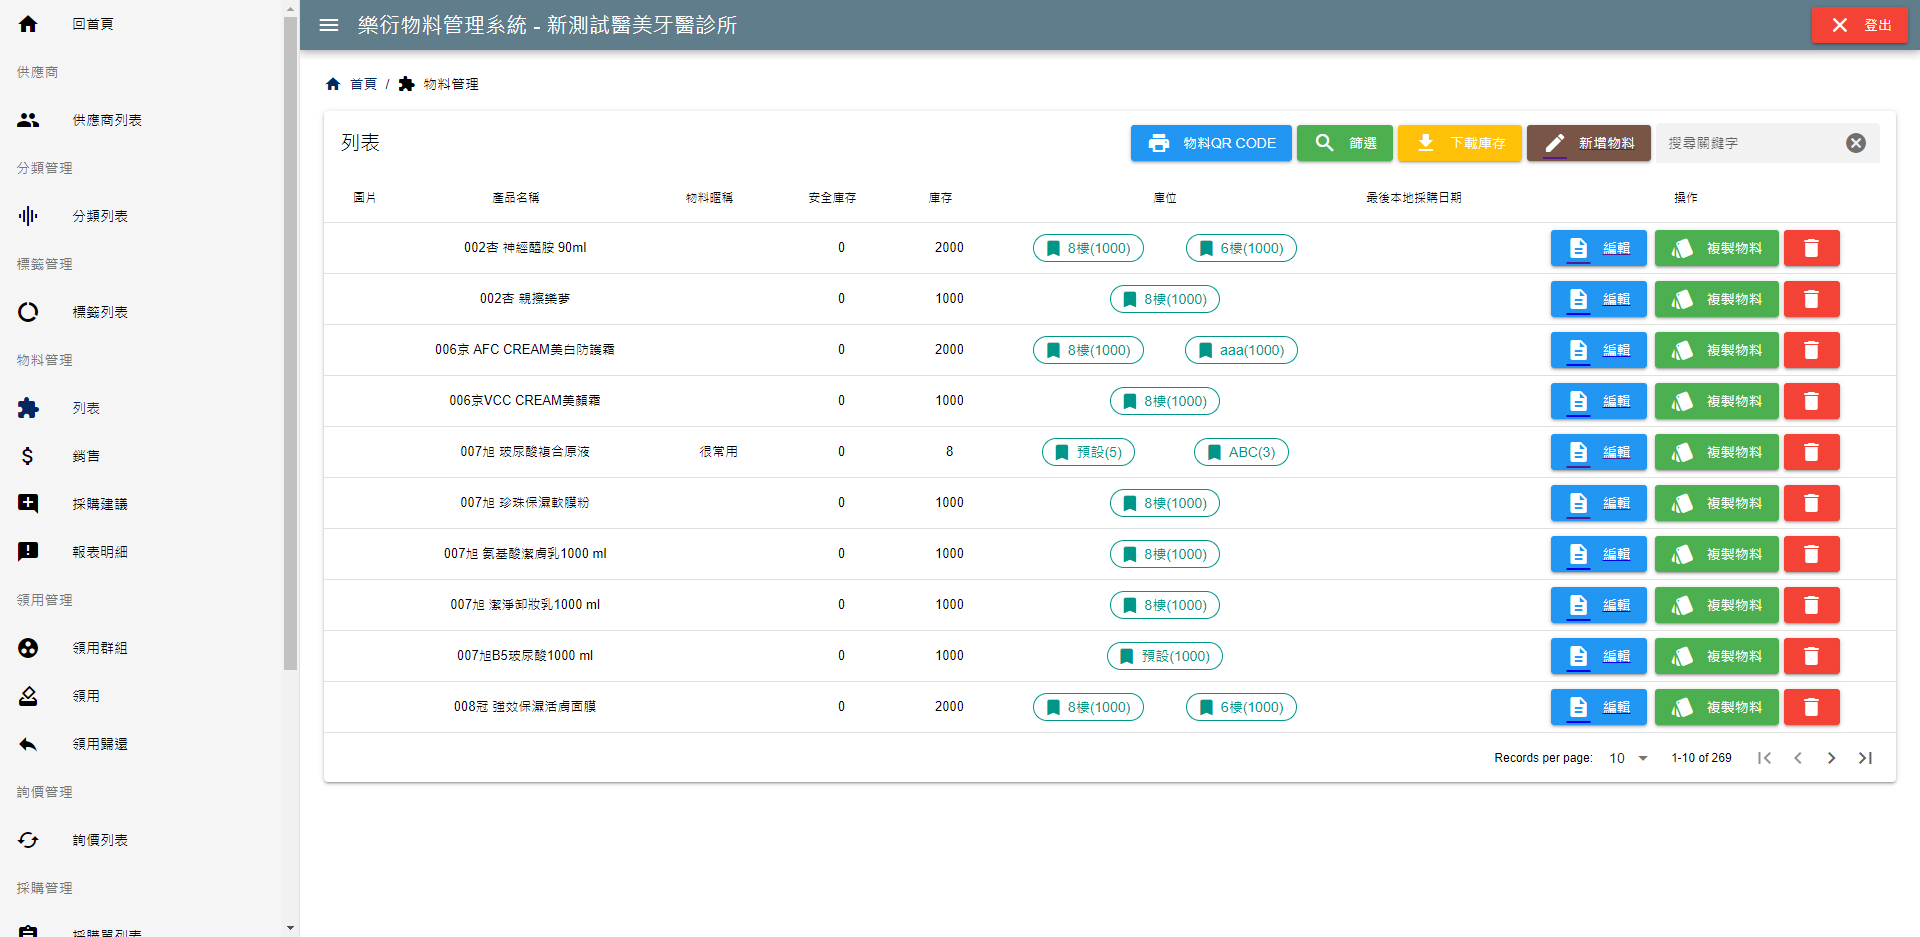 回首頁
供應商
供應商列表
分類管理
分類列表
標籤管理
標籤列表
物料管理
列表
銷售
採購建議
報表明細
領用管理
領用群組
領用
領用歸還
詢價管理
詢價列表
採購管理
採購單列表
樂衍物料管理系統 - 新測試醫美牙醫診所
登出
首頁 / 物料管理
列表
物料QR CODE 篩選 下載庫存 新增物料 搜尋關鍵字
圖片 產品名稱 物料暱稱 安全庫存 庫存 庫位 最後本地採購日期 操作
002杏 神經醯胺 90ml 0 2000 8樓(1000) 6樓(1000) 編輯 複製物料
002杏 親擦樂夢 0 1000 8樓(1000) 編輯 複製物料
006京 AFC CREAM美白防護霜 0 2000 8樓(1000) aaa(1000) 編輯 複製物料
006京VCC CREAM美顏霜 0 1000 8樓(1000) 編輯 複製物料
007旭 玻尿酸複合原液 很常用 0 8 預設(5) ABC(3) 編輯 複製物料
007旭 珍珠保濕軟膜粉 0 1000 8樓(1000) 編輯 複製物料
007旭 氨基酸潔膚乳1000 ml 0 1000 8樓(1000) 編輯 複製物料
007旭 潔淨卸妝乳1000 ml 0 1000 8樓(1000) 編輯 複製物料
007旭B5玻尿酸1000 ml 0 1000 預設(1000) 編輯 複製物料
008冠 強效保濕活膚面膜 0 2000 8樓(1000) 6樓(1000) 編輯 複製物料
Records per page: 10 1-10 of 269